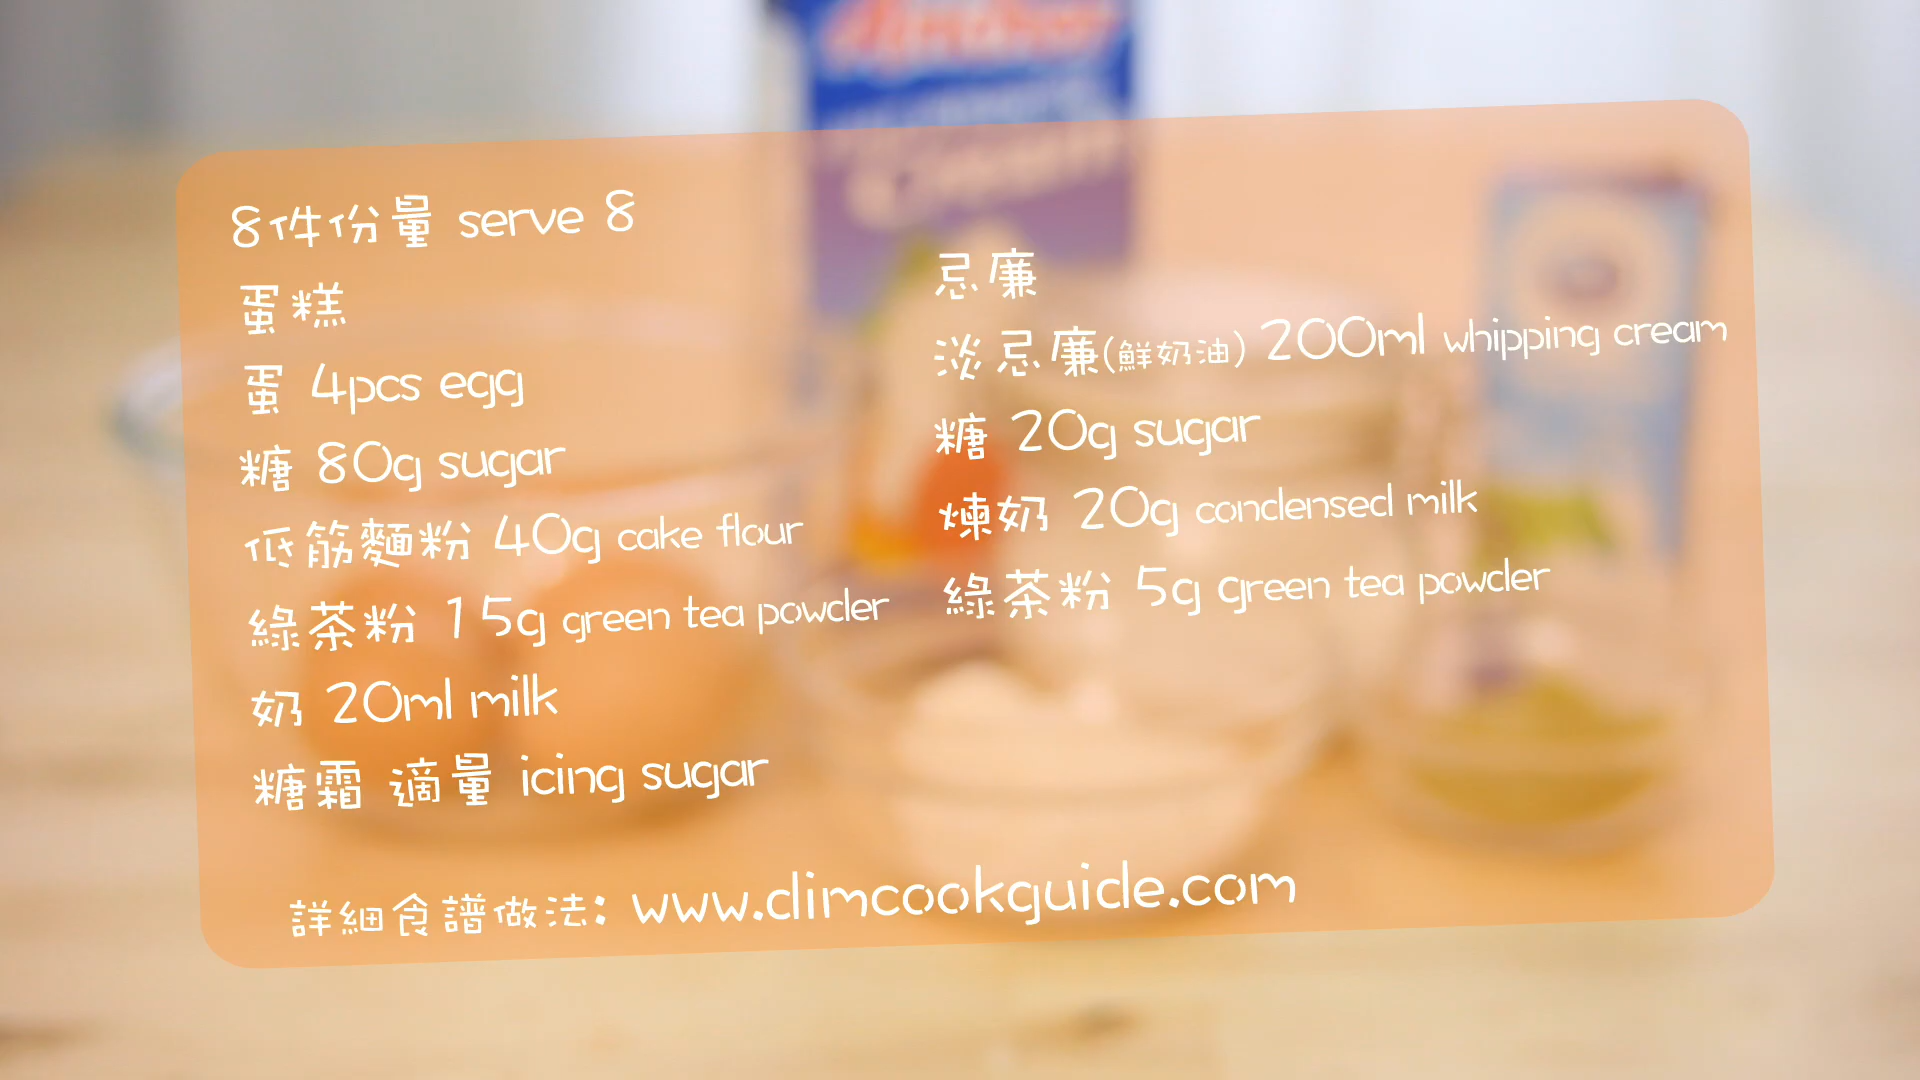 8件份量 serve 8
蛋糕
蛋 4pcs egg
糖 80g sugar
低筋麵粉 40g cake flour
綠茶粉 15g green tea powder
奶 20ml milk
糖霜 適量 icing sugar
忌廉
淡忌廉(鮮奶油) 200ml whipping cream
糖 20g sugar
煉奶 20g condensed milk
綠茶粉 5g green tea powder
詳細食譜做法: www.dimcookguide.com